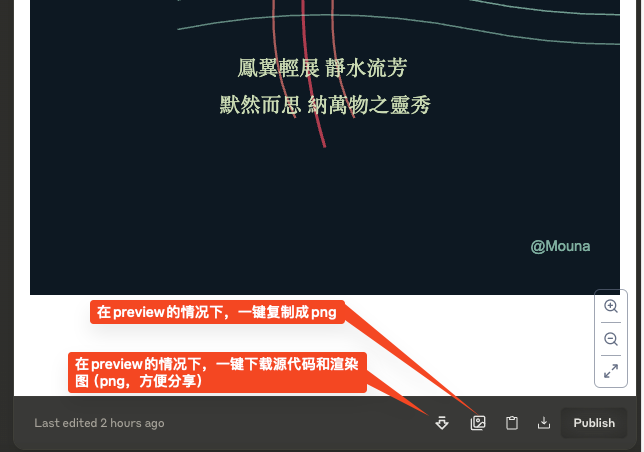 鳳翼輕展 靜水流芳
默然而思 納萬物之靈秀
@Mouna
在preview的情况下，一键复制成png
在preview的情况下，一键下载源代码和渲染
图（png，方便分享）
Last edited 2 hours ago
Publish